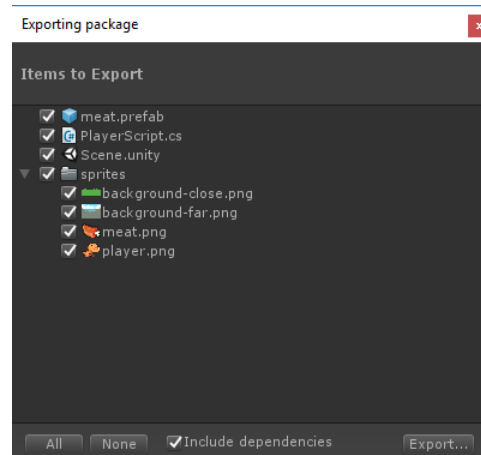 Exporting package
x
Items to Export
meat.prefab
PlayerScript.cs
Scene.unity
sprites
background-close.png
background-far.png
meat.png
player.png
All None Include dependencies Export...